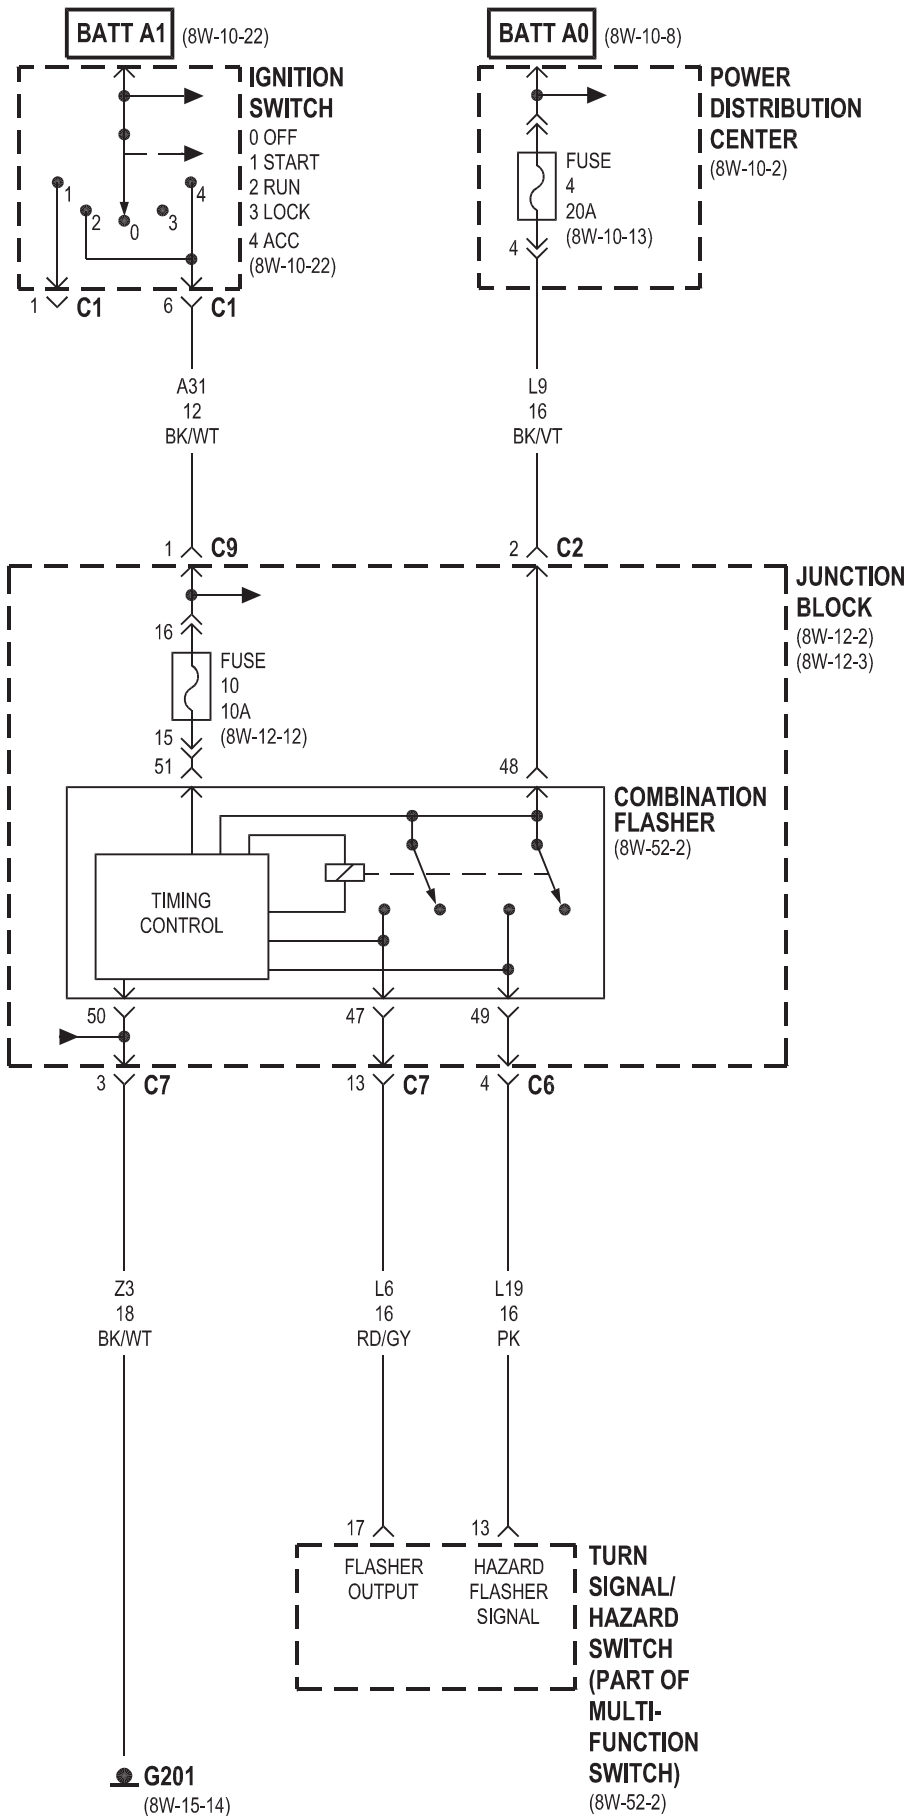 BATT A1
(8W-10-22)
BATT A0
(8W-10-8)
IGNITION
SWITCH
0 OFF
1 START
2 RUN
3 LOCK
4 ACC
(8W-10-22)
1
2
0
3
4
POWER
DISTRIBUTION
CENTER
(8W-10-2)
FUSE
4
20A
(8W-10-13)
4
1 C1
6 C1
A31
12
BK/WT
L9
16
BK/VT
1 C9
2 C2
JUNCTION
BLOCK
(8W-12-2)
(8W-12-3)
16
FUSE
10
10A
(8W-12-12)
15
51
48
COMBINATION
FLASHER
(8W-52-2)
TIMING
CONTROL
50
47
49
3 C7
13 C7
4 C6
Z3
18
BK/WT
L6
16
RD/GY
L19
16
PK
17
13
FLASHER
OUTPUT
HAZARD
FLASHER
SIGNAL
TURN
SIGNAL/
HAZARD
SWITCH
(PART OF
MULTI-
FUNCTION
SWITCH)
(8W-52-2)
G201
(8W-15-14)